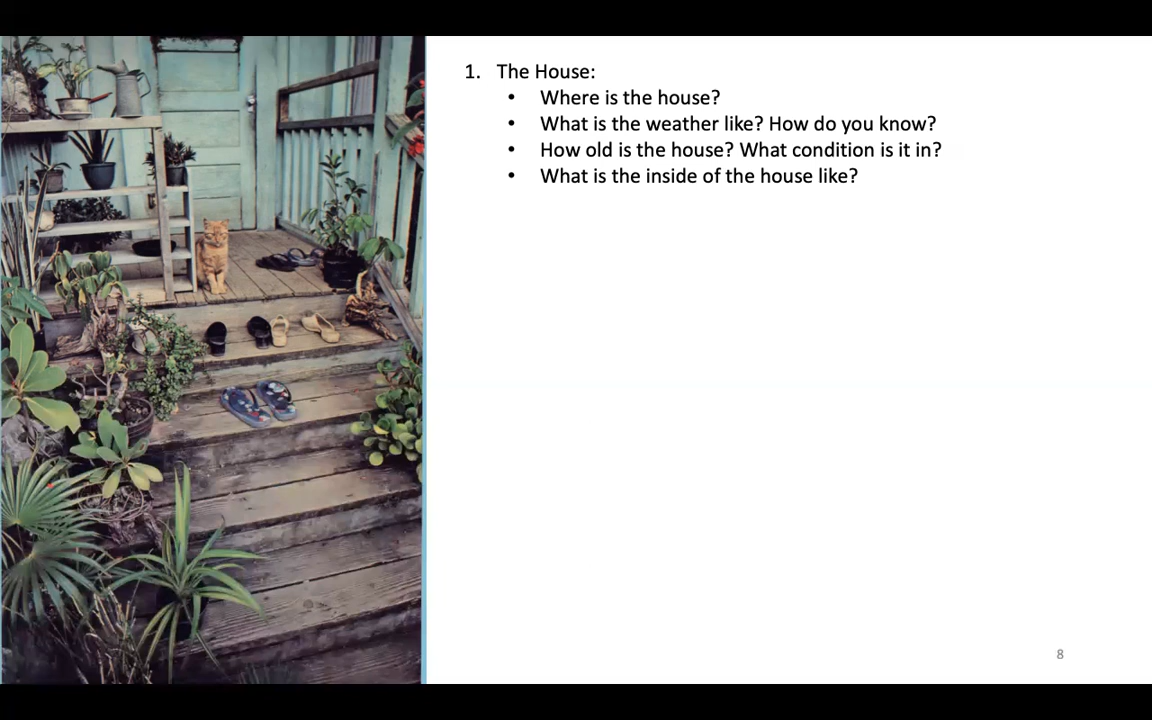 1. The House:
• Where is the house?
• What is the weather like? How do you know?
• How old is the house? What condition is it in?
• What is the inside of the house like?
8